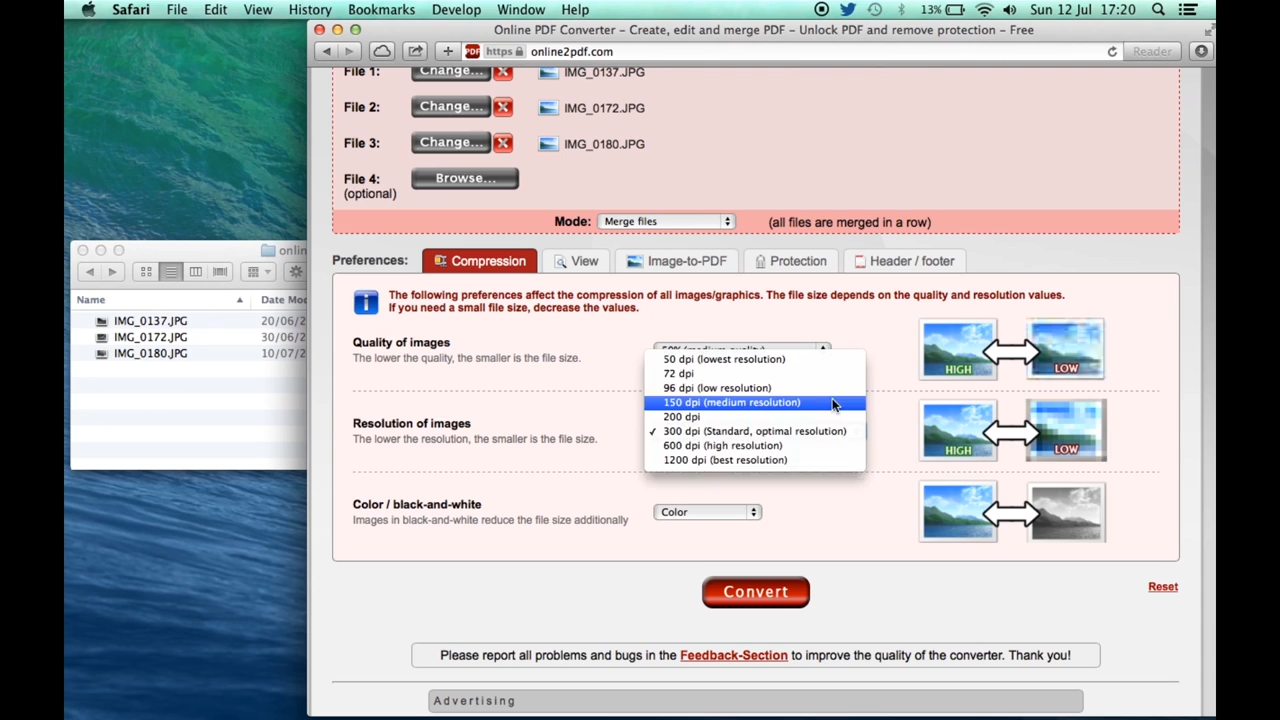 Safari File Edit View History Bookmarks Develop Window Help 13% Sun 12 Jul 17:20
Online PDF Converter – Create, edit and merge PDF – Unlock PDF and remove protection – Free
PDF https online2pdf.com Reader
File 1: Change... IMG_0137.JPG
File 2: Change... IMG_0172.JPG
File 3: Change... IMG_0180.JPG
File 4: Browse...
(optional)
Mode: Merge files (all files are merged in a row)
onlin
Name Date Mod
IMG_0137.JPG 20/06/2
IMG_0172.JPG 30/06/2
IMG_0180.JPG 10/07/2
Preferences: Compression View Image-to-PDF Protection Header / footer
The following preferences affect the compression of all images/graphics. The file size depends on the quality and resolution values.
If you need a small file size, decrease the values.
Quality of images
The lower the quality, the smaller is the file size.
HIGH LOW
50 dpi (lowest resolution)
72 dpi
96 dpi (low resolution)
150 dpi (medium resolution)
200 dpi
✓ 300 dpi (Standard, optimal resolution)
600 dpi (high resolution)
1200 dpi (best resolution)
Resolution of images
The lower the resolution, the smaller is the file size.
HIGH LOW
Color / black-and-white
Images in black-and-white reduce the file size additionally
Color
Convert
Reset
Please report all problems and bugs in the Feedback-Section to improve the quality of the converter. Thank you!
Advertising